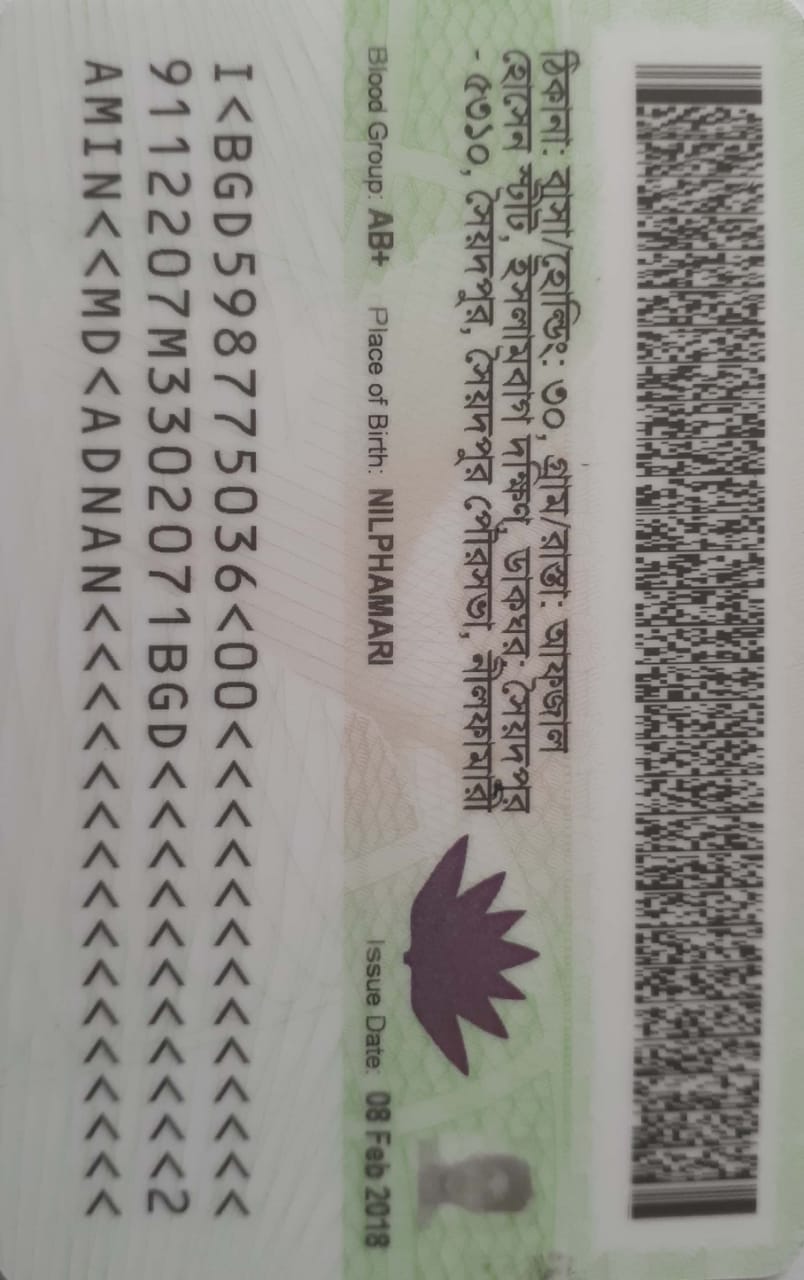 ঠিকানা: বাসা/হোল্ডিং: ৩০, গ্রাম/রাস্তা: আফজাল
হোসেন স্ট্রীট, ইসলামবাগ দক্ষিণ, ডাকঘর: সৈয়দপুর
- ৫৩১০, সৈয়দপুর, সৈয়দপুর পৌরসভা, নীলফামারী
Blood Group: AB+ Place of Birth: NILPHAMARI Issue Date: 08 Feb 2018
I<BGD5987775036<00<<<<<<<<<<<<
9112207M3302071BGD<<<<<<<<<<<2
AMIN<<MD<ADNAN<<<<<<<<<<<<<<<<